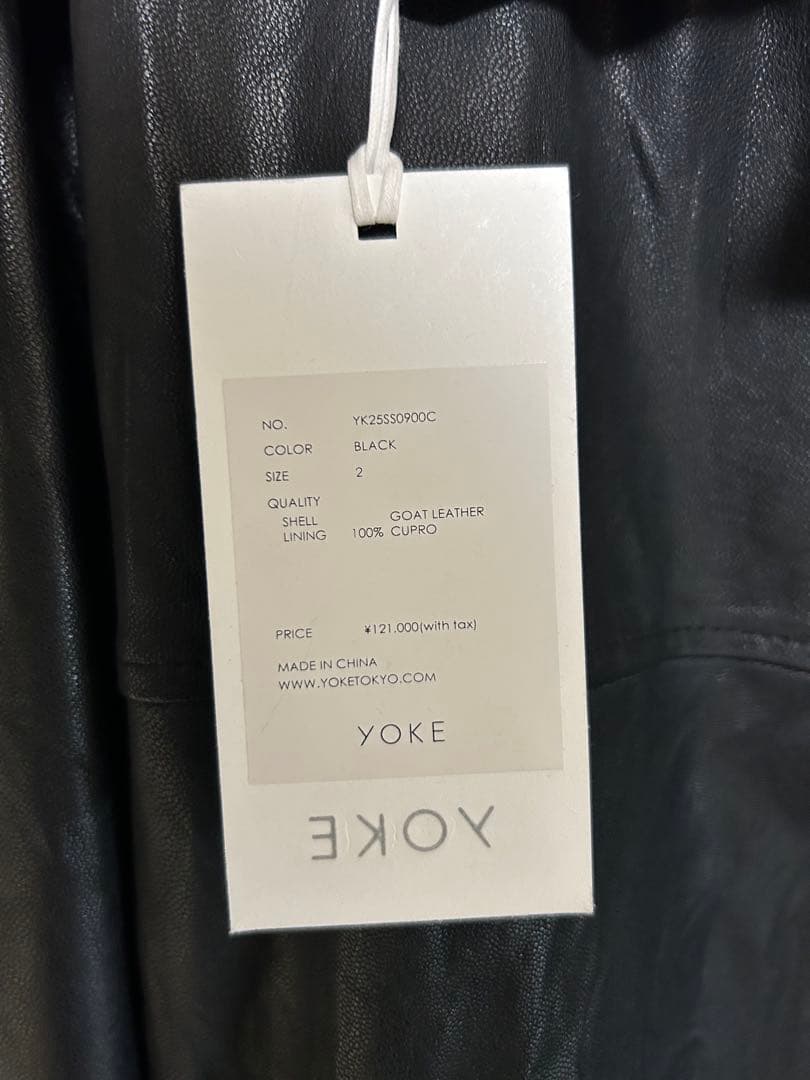 NO. YK25SS0900C
COLOR BLACK
SIZE 2
QUALITY
SHELL GOAT LEATHER
LINING 100% CUPRO
PRICE ¥121.000(with tax)
MADE IN CHINA
WWW.YOKETOKYO.COM
YOKE
YOKE